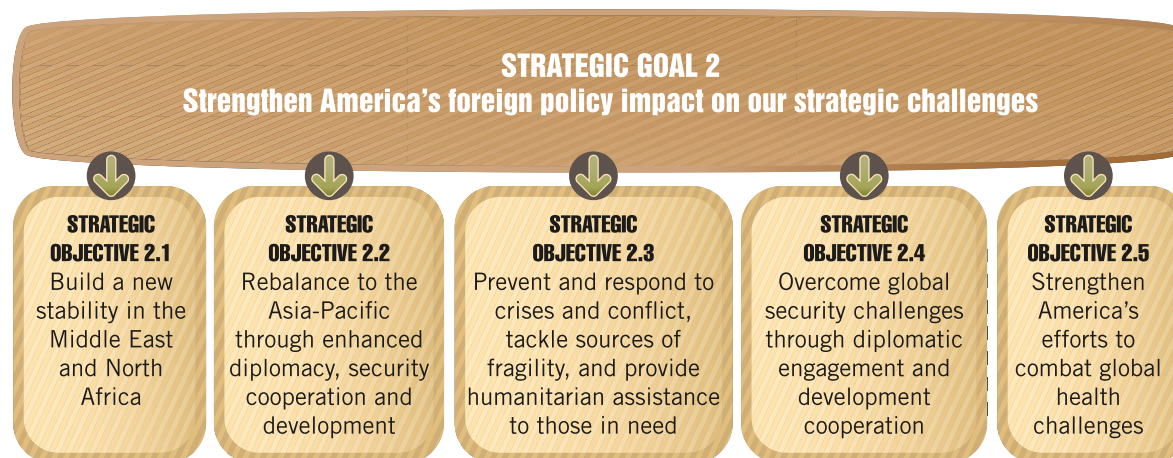 STRATEGIC GOAL 2
Strengthen America's foreign policy impact on our strategic challenges
STRATEGIC
OBJECTIVE 2.1
Build a new
stability in the
Middle East
and North
Africa
STRATEGIC
OBJECTIVE 2.2
Rebalance to the
Asia-Pacific
through enhanced
diplomacy, security
cooperation and
development
STRATEGIC
OBJECTIVE 2.3
Prevent and respond to
crises and conflict,
tackle sources of
fragility, and provide
humanitarian assistance
to those in need
STRATEGIC
OBJECTIVE 2.4
Overcome global
security challenges
through diplomatic
engagement and
development
cooperation
STRATEGIC
OBJECTIVE 2.5
Strengthen
America's
efforts to
combat global
health
challenges